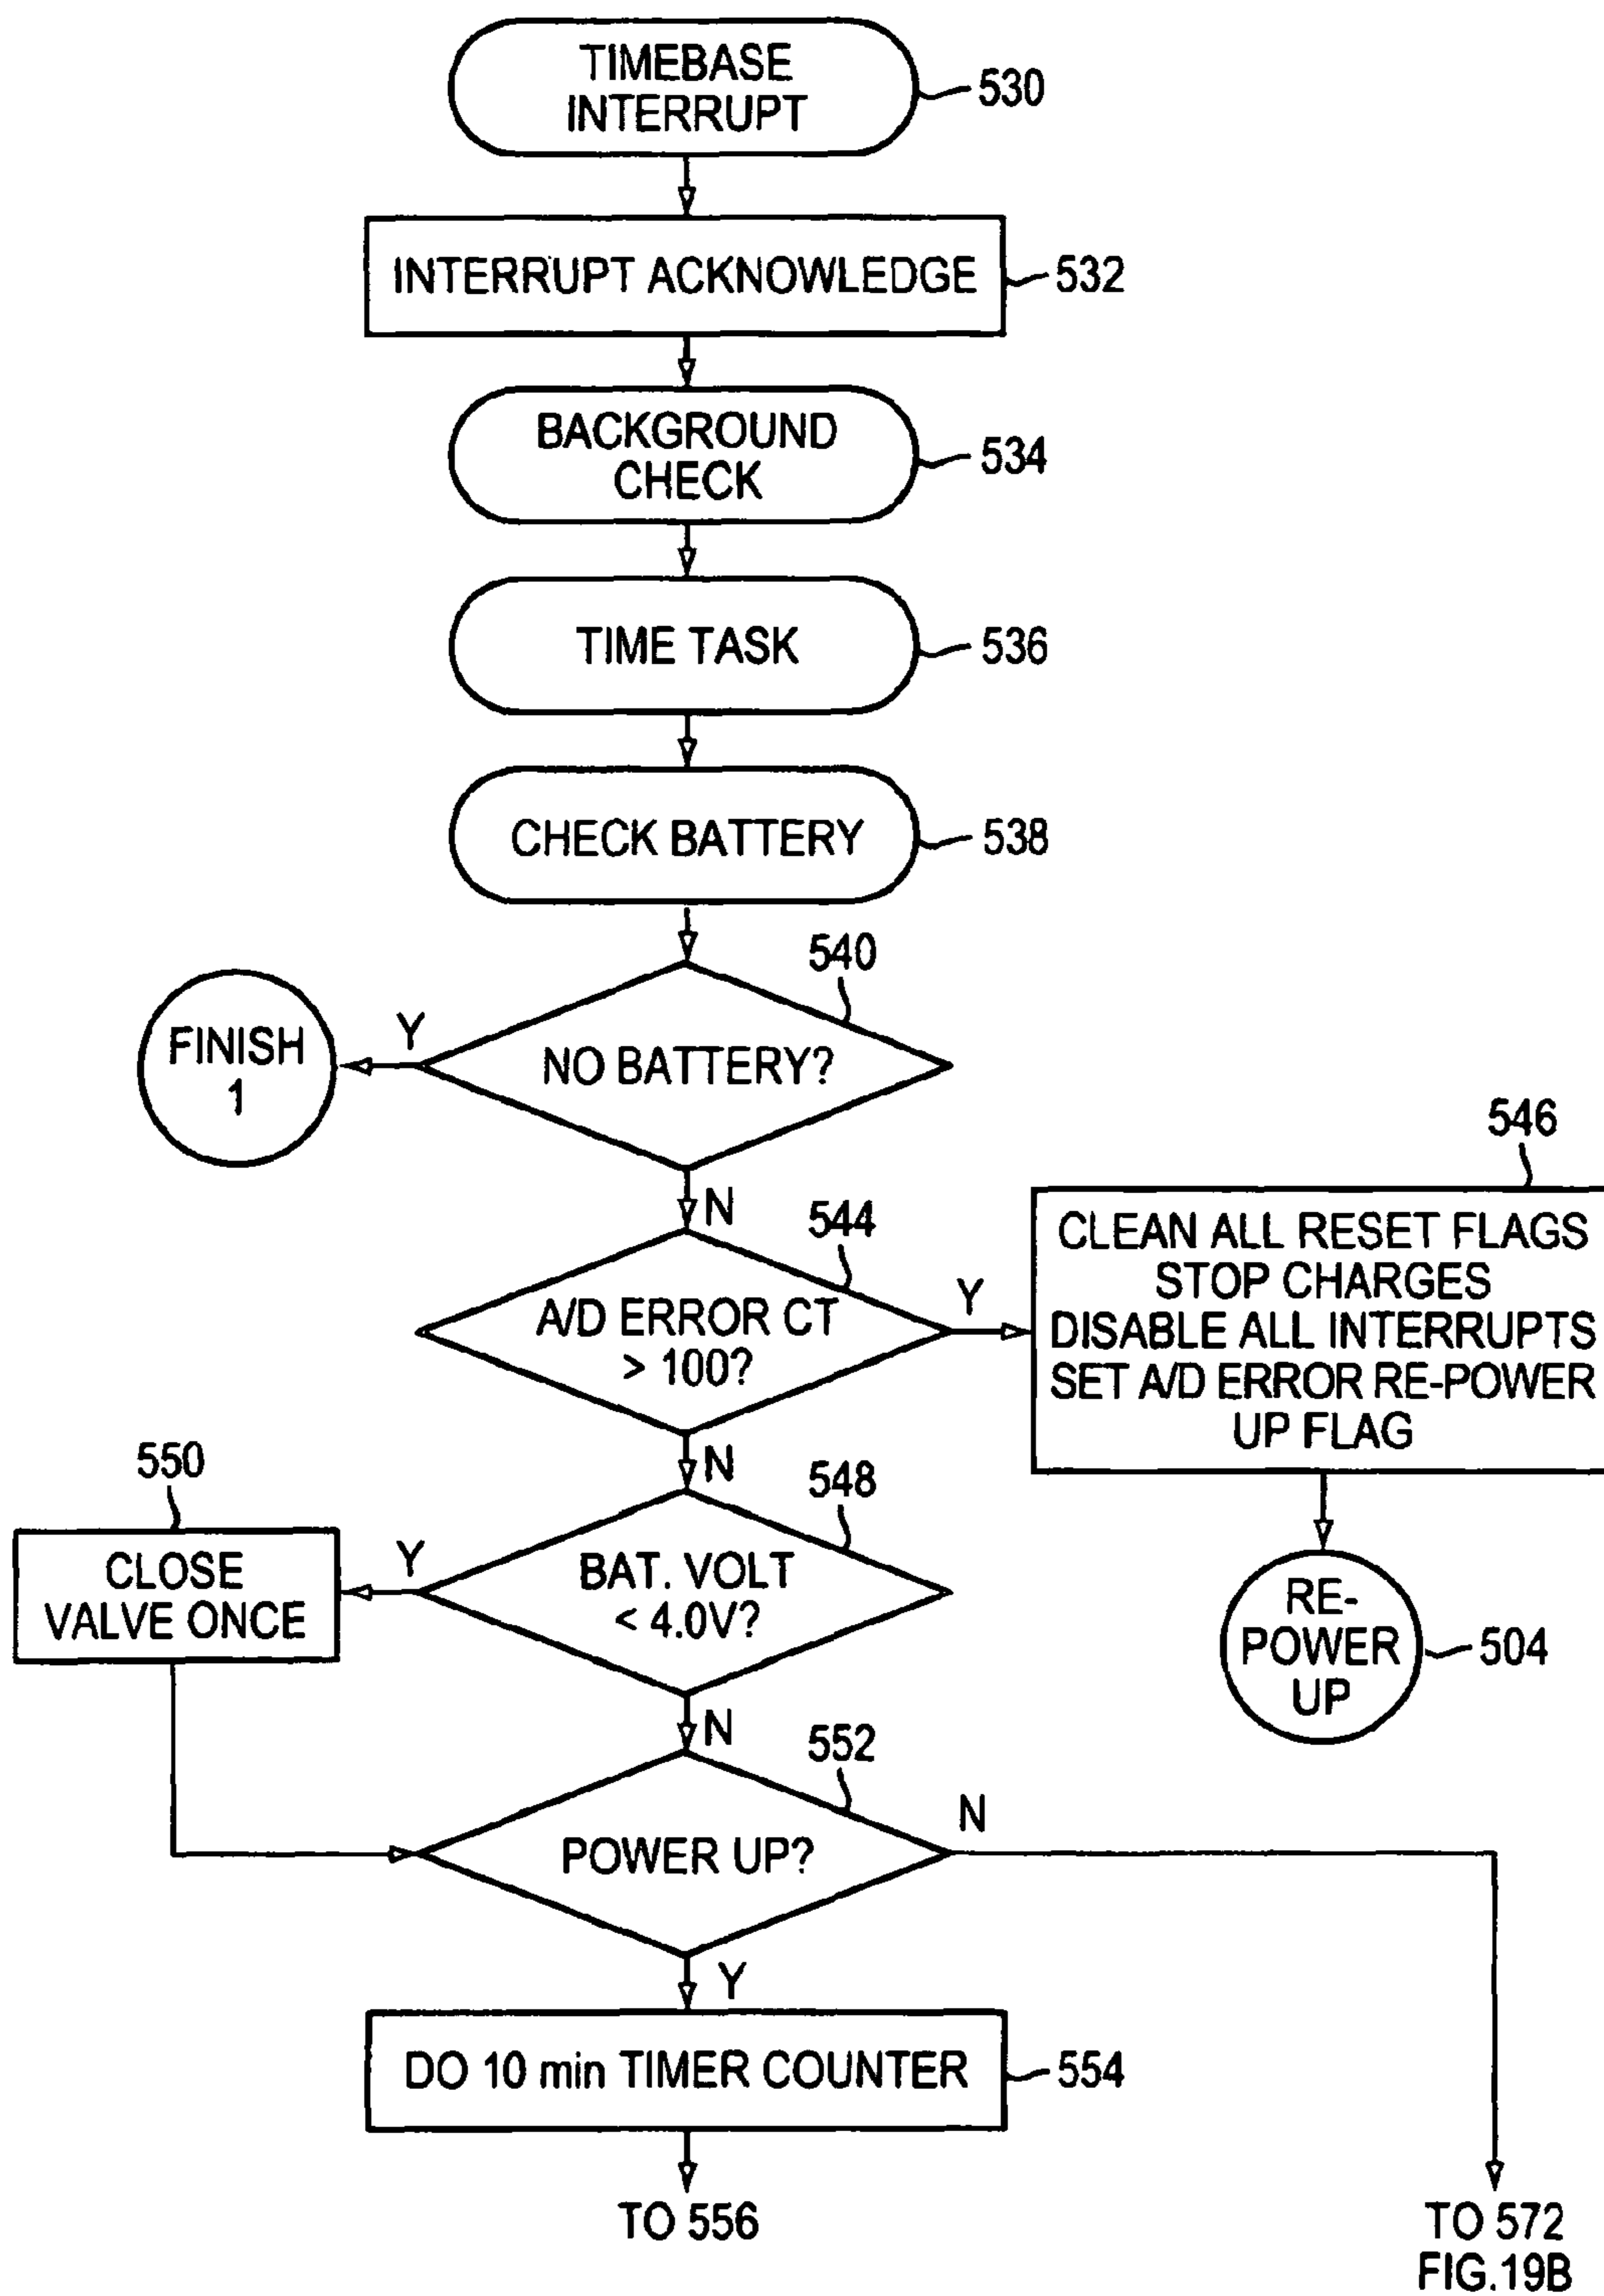 TIMEBASE
INTERRUPT
530
INTERRUPT ACKNOWLEDGE
532
BACKGROUND
CHECK
534
TIME TASK
536
CHECK BATTERY
538
540
NO BATTERY?
Y
FINISH
1
N
544
A/D ERROR CT
> 100?
Y
546
CLEAN ALL RESET FLAGS
STOP CHARGES
DISABLE ALL INTERRUPTS
SET A/D ERROR RE-POWER
UP FLAG
RE-
POWER
UP
504
N
548
BAT. VOLT
< 4.0V?
Y
550
CLOSE
VALVE ONCE
N
552
POWER UP?
N
Y
DO 10 min TIMER COUNTER
554
TO 556
TO 572
FIG.19B